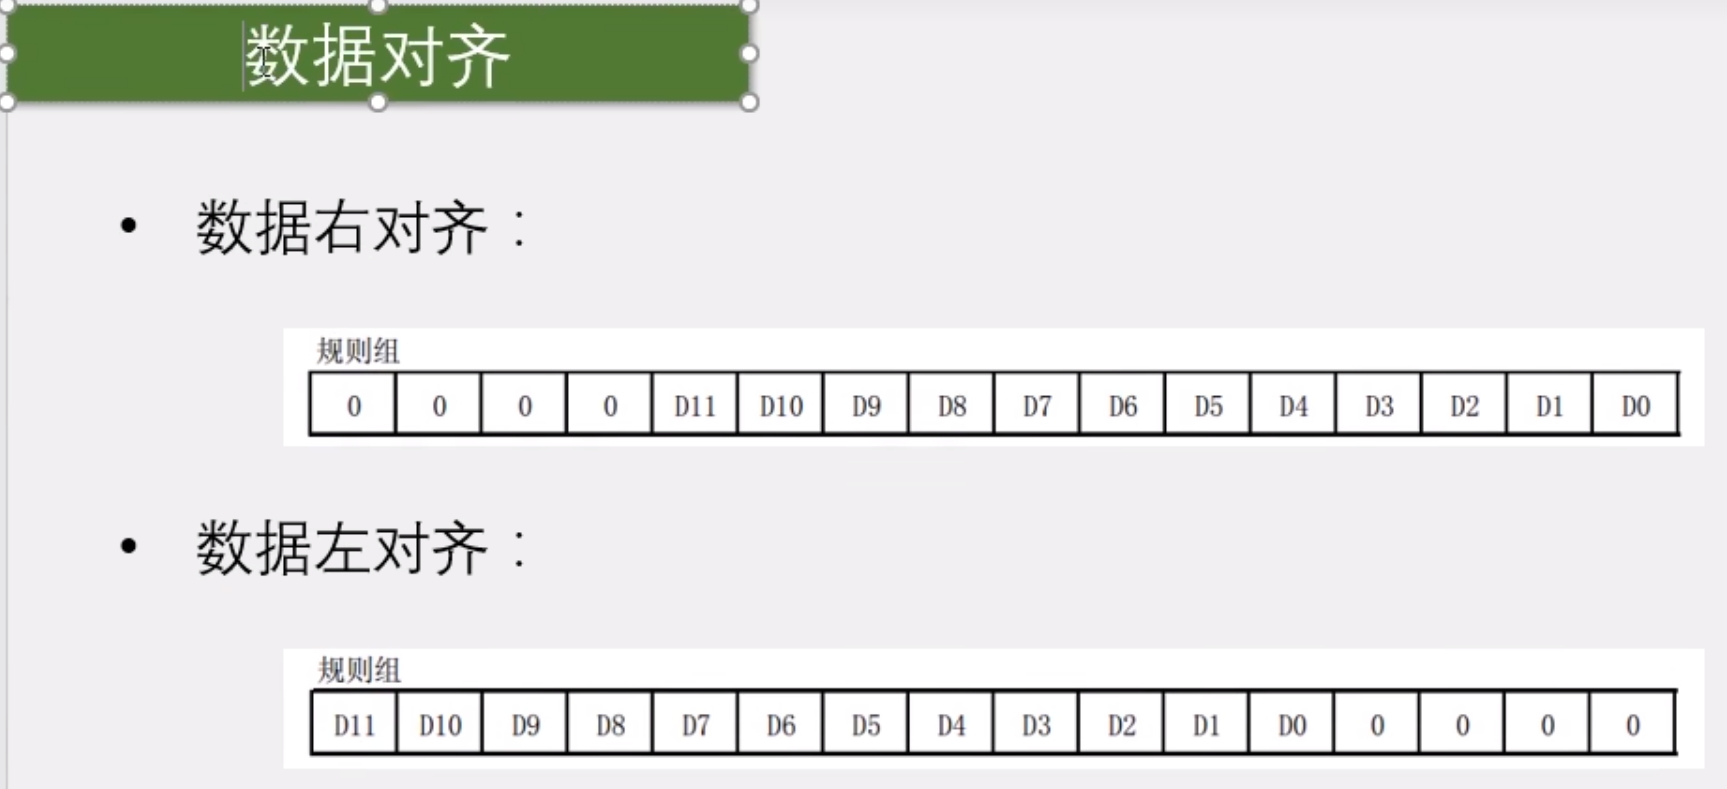 数据对齐
• 数据右对齐：
规则组
0 0 0 0 D11 D10 D9 D8 D7 D6 D5 D4 D3 D2 D1 D0
• 数据左对齐：
规则组
D11 D10 D9 D8 D7 D6 D5 D4 D3 D2 D1 D0 0 0 0 0